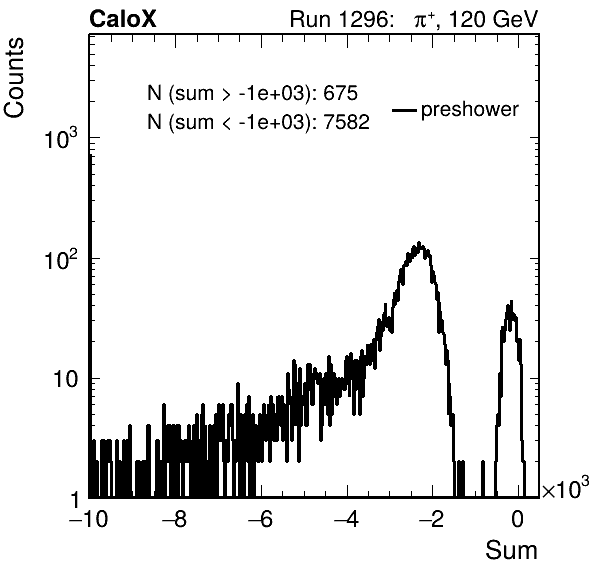 CaloX Run 1296: π⁺, 120 GeV
Counts
N (sum > -1e+03): 675
N (sum < -1e+03): 7582
preshower
10³
10²
10
1
−10 −8 −6 −4 −2 0
×10³
Sum